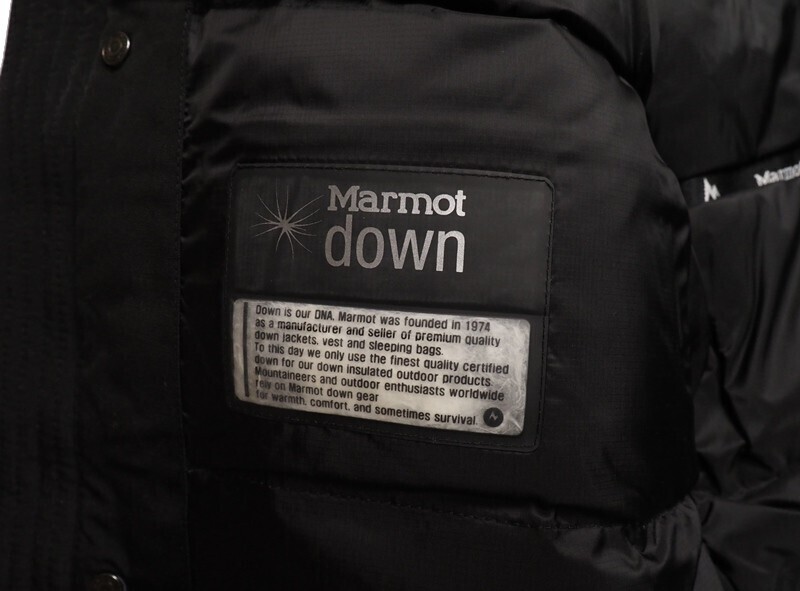 Marmot
down
Down is our DNA. Marmot was founded in 1974
as a manufacturer and seller of premium quality
down jackets, vest and sleeping bags.
To this day we only use the finest quality certified
down for our down insulated outdoor products.
Mountaineers and outdoor enthusiasts worldwide
rely on Marmot down gear
for warmth, comfort, and sometimes survival.
Marmot